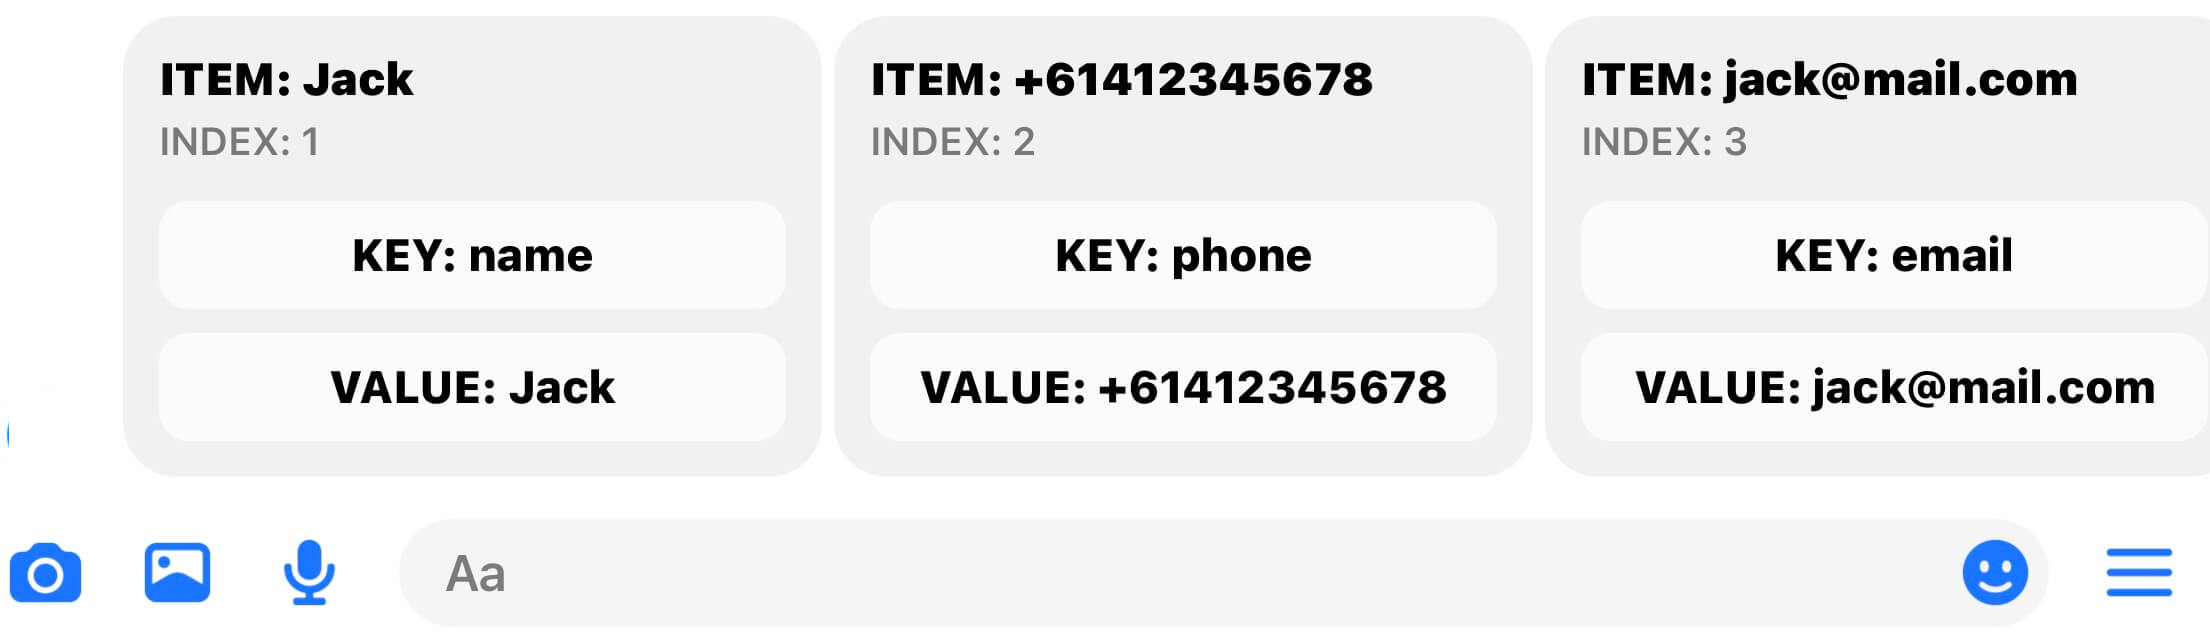 ITEM: Jack
INDEX: 1
KEY: name
VALUE: Jack
ITEM: +61412345678
INDEX: 2
KEY: phone
VALUE: +61412345678
ITEM: jack@mail.com
INDEX: 3
KEY: email
VALUE: jack@mail.com
Aa